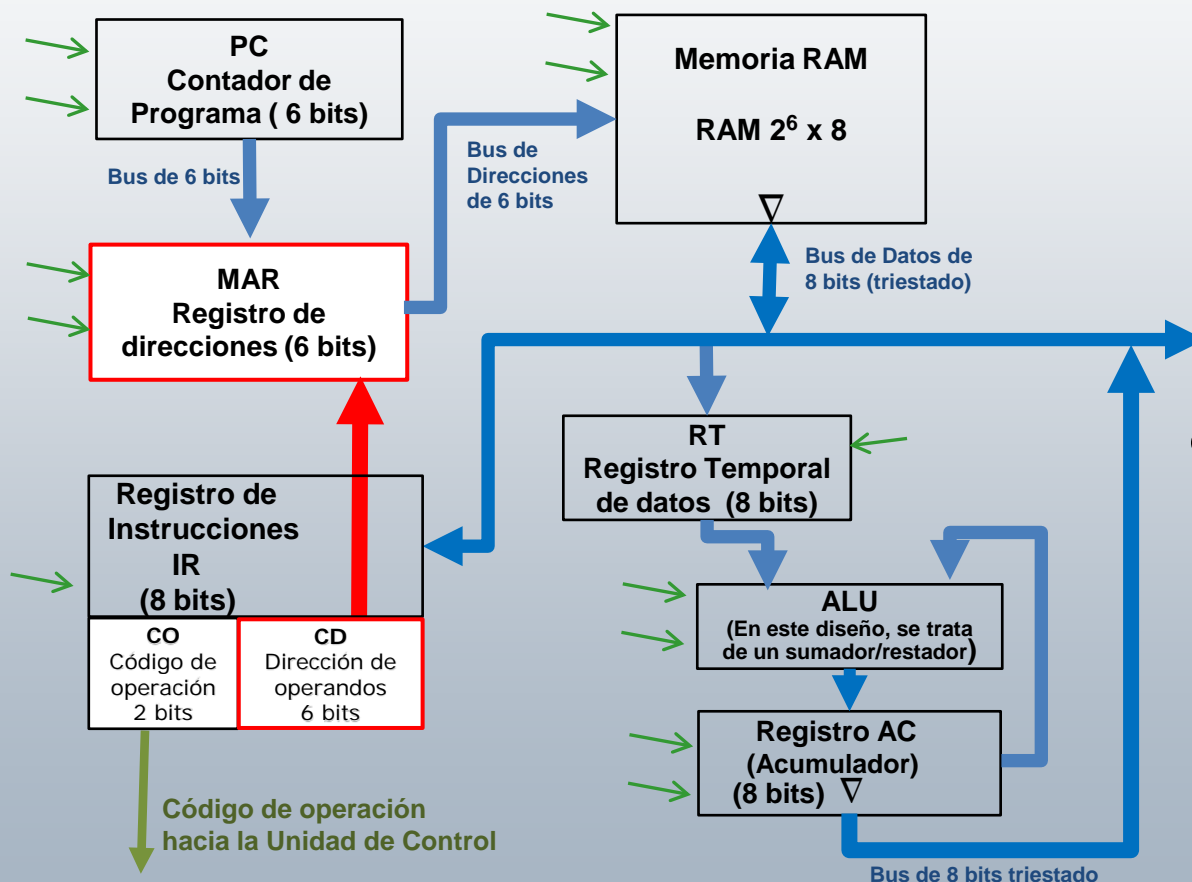 PC
Contador de
Programa ( 6 bits)
Bus de 6 bits
Memoria RAM
RAM 2⁶ x 8
Bus de
Direcciones
de 6 bits
MAR
Registro de
direcciones (6 bits)
Bus de Datos de
8 bits (triestado)
RT
Registro Temporal
de datos (8 bits)
Registro de
Instrucciones
IR
(8 bits)
CO
Código de
operación
2 bits
CD
Dirección de
operandos
6 bits
ALU
(En este diseño, se trata
de un sumador/restador)
Registro AC
(Acumulador)
(8 bits)
Código de operación
hacia la Unidad de Control
Bus de 8 bits triestado